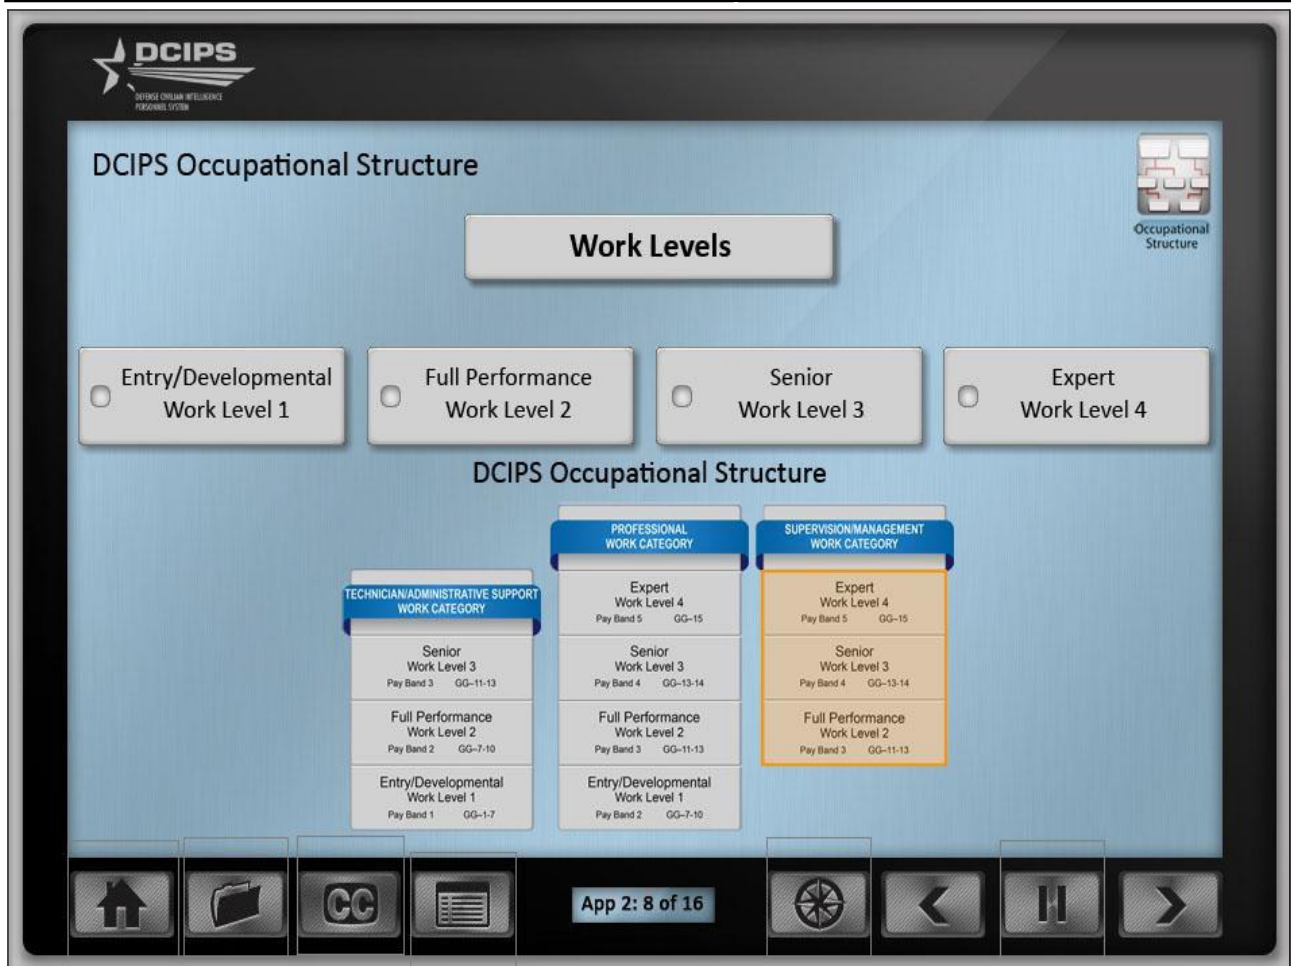 DCIPS
DEFENSE CIVILIAN INTELLIGENCE
PERSONNEL SYSTEM
DCIPS Occupational Structure
Occupational
Structure
Work Levels
Entry/Developmental
Work Level 1
Full Performance
Work Level 2
Senior
Work Level 3
Expert
Work Level 4
DCIPS Occupational Structure
TECHNICIAN/ADMINISTRATIVE SUPPORT
WORK CATEGORY
Senior
Work Level 3
Pay Band 3 GG–11-13
Full Performance
Work Level 2
Pay Band 2 GG–7-10
Entry/Developmental
Work Level 1
Pay Band 1 GG–1-7
PROFESSIONAL
WORK CATEGORY
Expert
Work Level 4
Pay Band 5 GG–15
Senior
Work Level 3
Pay Band 4 GG–13-14
Full Performance
Work Level 2
Pay Band 3 GG–11-13
Entry/Developmental
Work Level 1
Pay Band 2 GG–7-10
SUPERVISION/MANAGEMENT
WORK CATEGORY
Expert
Work Level 4
Pay Band 5 GG–15
Senior
Work Level 3
Pay Band 4 GG–13-14
Full Performance
Work Level 2
Pay Band 3 GG–11-13
CC
App 2: 8 of 16